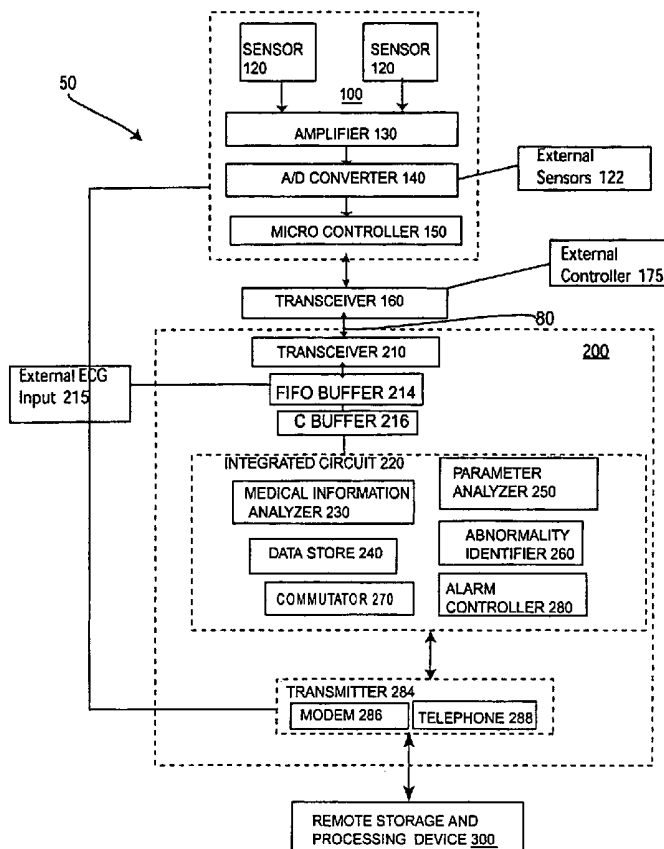 50
SENSOR
120
SENSOR
120
100
AMPLIFIER 130
A/D CONVERTER 140
External
Sensors 122
MICRO CONTROLLER 150
External
Controller 175
TRANSCEIVER 160
80
TRANSCEIVER 210
200
External ECG
Input 215
FIFO BUFFER 214
C BUFFER 216
INTEGRATED CIRCUIT 220
MEDICAL INFORMATION
ANALYZER 230
PARAMETER
ANALYZER 250
DATA STORE 240
ABNORMALITY
IDENTIFIER 260
COMMUTATOR 270
ALARM
CONTROLLER 280
TRANSMITTER 284
MODEM 286
TELEPHONE 288
REMOTE STORAGE AND
PROCESSING DEVICE 300